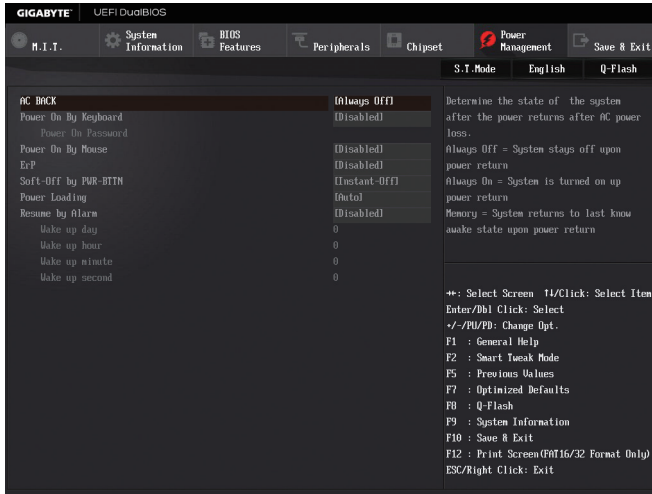 GIGABYTE™ UEFI DualBIOS
M.I.T. System Information BIOS Features Peripherals Chipset Power Management Save & Exit
S.T.Mode English Q-Flash
AC BACK [Always Off]
Power On By Keyboard [Disabled]
Power On Password
Power On By Mouse [Disabled]
ErP [Disabled]
Soft-Off by PWR-BTTN [Instant-Off]
Power Loading [Auto]
Resume by Alarm [Disabled]
Wake up day 0
Wake up hour 0
Wake up minute 0
Wake up second 0
Determine the state of the system
after the power returns after AC power
loss.
Always Off = System stays off upon
power return
Always On = System is turned on up
power return
Memory = System returns to last know
awake state upon power return
→←: Select Screen ↑↓/Click: Select Item
Enter/Dbl Click: Select
+/-/PU/PD: Change Opt.
F1 : General Help
F2 : Smart Tweak Mode
F5 : Previous Values
F7 : Optimized Defaults
F8 : Q-Flash
F9 : System Information
F10 : Save & Exit
F12 : Print Screen(FAT16/32 Format Only)
ESC/Right Click: Exit